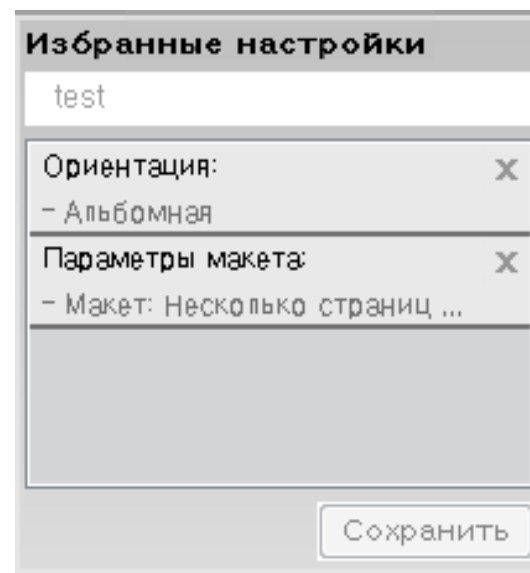 Избранные настройки
test
Ориентация: X
- Альбомная
Параметры макета: X
- Макет: Несколько страниц ...
Сохранить